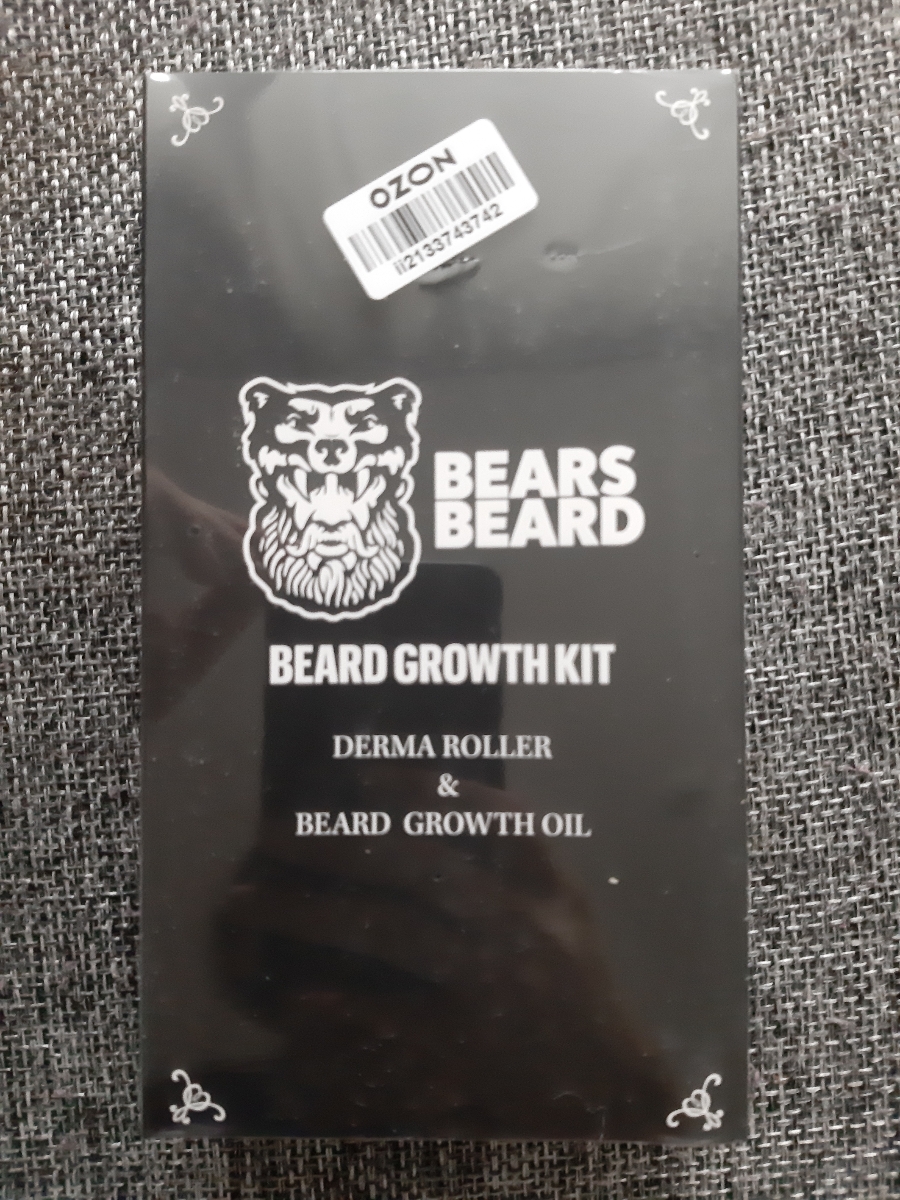 OZON
ii2133743742
BEARS
BEARD
BEARD GROWTH KIT
DERMA ROLLER
&
BEARD GROWTH OIL